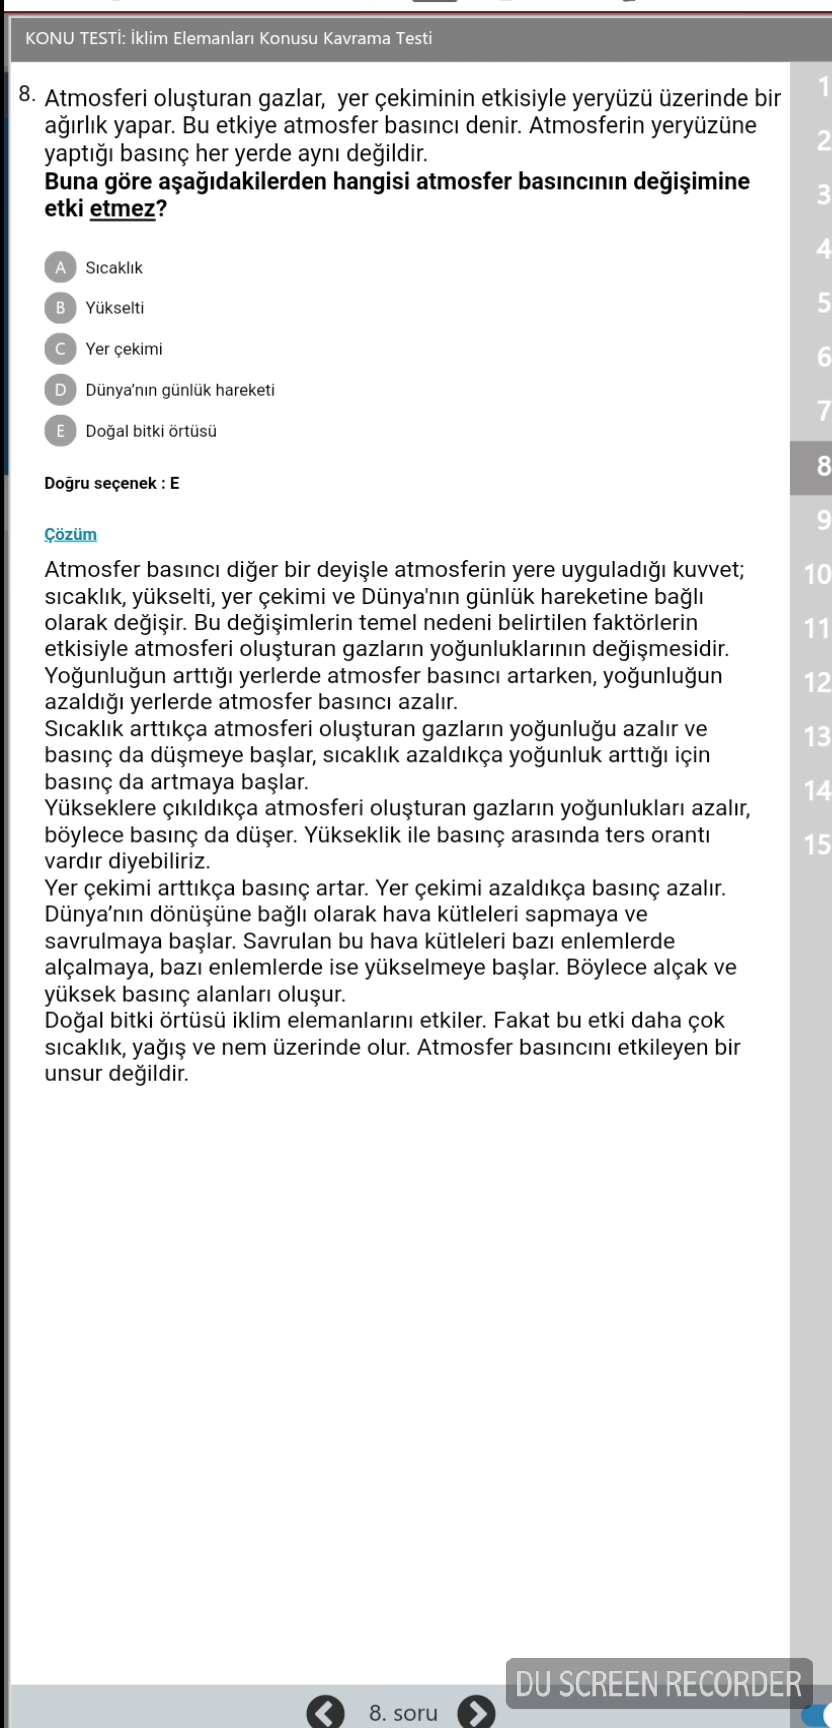 KONU TESTİ: İklim Elemanları Konusu Kavrama Testi
8. Atmosferi oluşturan gazlar, yer çekiminin etkisiyle yeryüzü üzerinde bir
ağırlık yapar. Bu etkiye atmosfer basıncı denir. Atmosferin yeryüzüne
yaptığı basınç her yerde aynı değildir.
Buna göre aşağıdakilerden hangisi atmosfer basıncının değişimine
etki etmez?
A Sıcaklık
B Yükselti
C Yer çekimi
D Dünya’nın günlük hareketi
E Doğal bitki örtüsü
Doğru seçenek : E
Çözüm
Atmosfer basıncı diğer bir deyişle atmosferin yere uyguladığı kuvvet;
sıcaklık, yükselti, yer çekimi ve Dünya'nın günlük hareketine bağlı
olarak değişir. Bu değişimlerin temel nedeni belirtilen faktörlerin
etkisiyle atmosferi oluşturan gazların yoğunluklarının değişmesidir.
Yoğunluğun arttığı yerlerde atmosfer basıncı artarken, yoğunluğun
azaldığı yerlerde atmosfer basıncı azalır.
Sıcaklık arttıkça atmosferi oluşturan gazların yoğunluğu azalır ve
basınç da düşmeye başlar, sıcaklık azaldıkça yoğunluk arttığı için
basınç da artmaya başlar.
Yükseklere çıkıldıkça atmosferi oluşturan gazların yoğunlukları azalır,
böylece basınç da düşer. Yükseklik ile basınç arasında ters orantı
vardır diyebiliriz.
Yer çekimi arttıkça basınç artar. Yer çekimi azaldıkça basınç azalır.
Dünya’nın dönüşüne bağlı olarak hava kütleleri sapmaya ve
savrulmaya başlar. Savrulan bu hava kütleleri bazı enlemlerde
alçalmaya, bazı enlemlerde ise yükselmeye başlar. Böylece alçak ve
yüksek basınç alanları oluşur.
Doğal bitki örtüsü iklim elemanlarını etkiler. Fakat bu etki daha çok
sıcaklık, yağış ve nem üzerinde olur. Atmosfer basıncını etkileyen bir
unsur değildir.
1
2
3
4
5
6
7
8
9
10
11
12
13
14
15
DU SCREEN RECORDER
8. soru